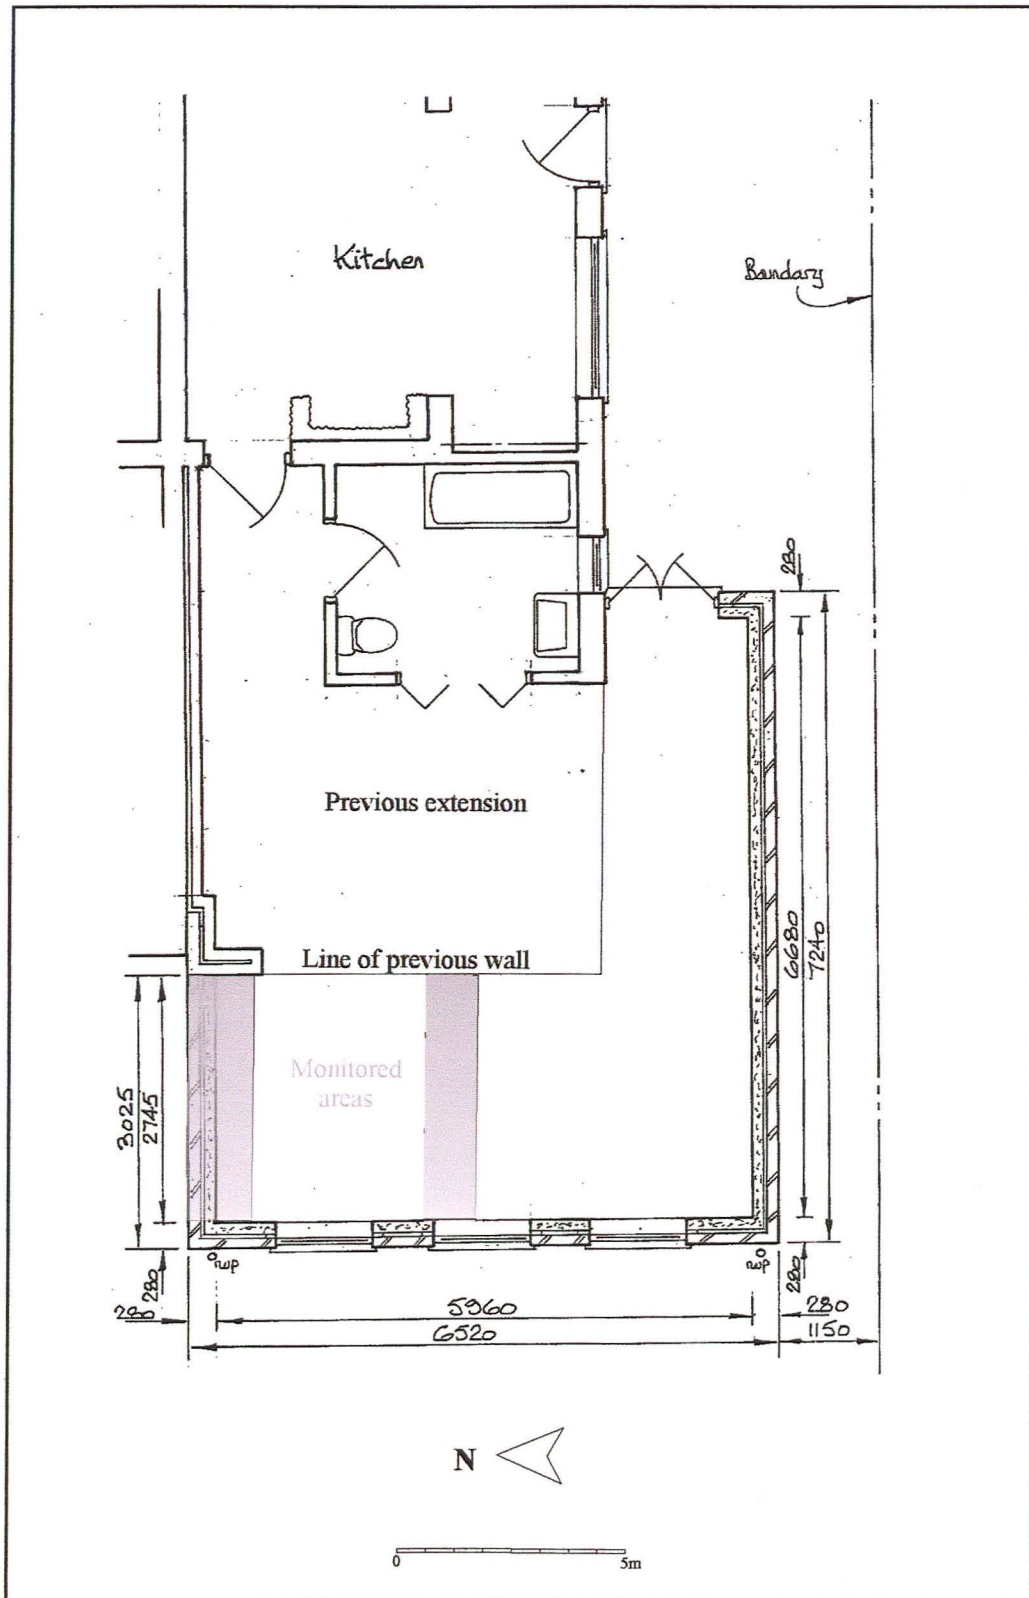 Kitchen
Bandary
280
Previous extension
6680
7240
Line of previous wall
Monitored
areas
3025
2745
rwp
rwp
280
280
280
5960
280
6520
1150
N
0
5m